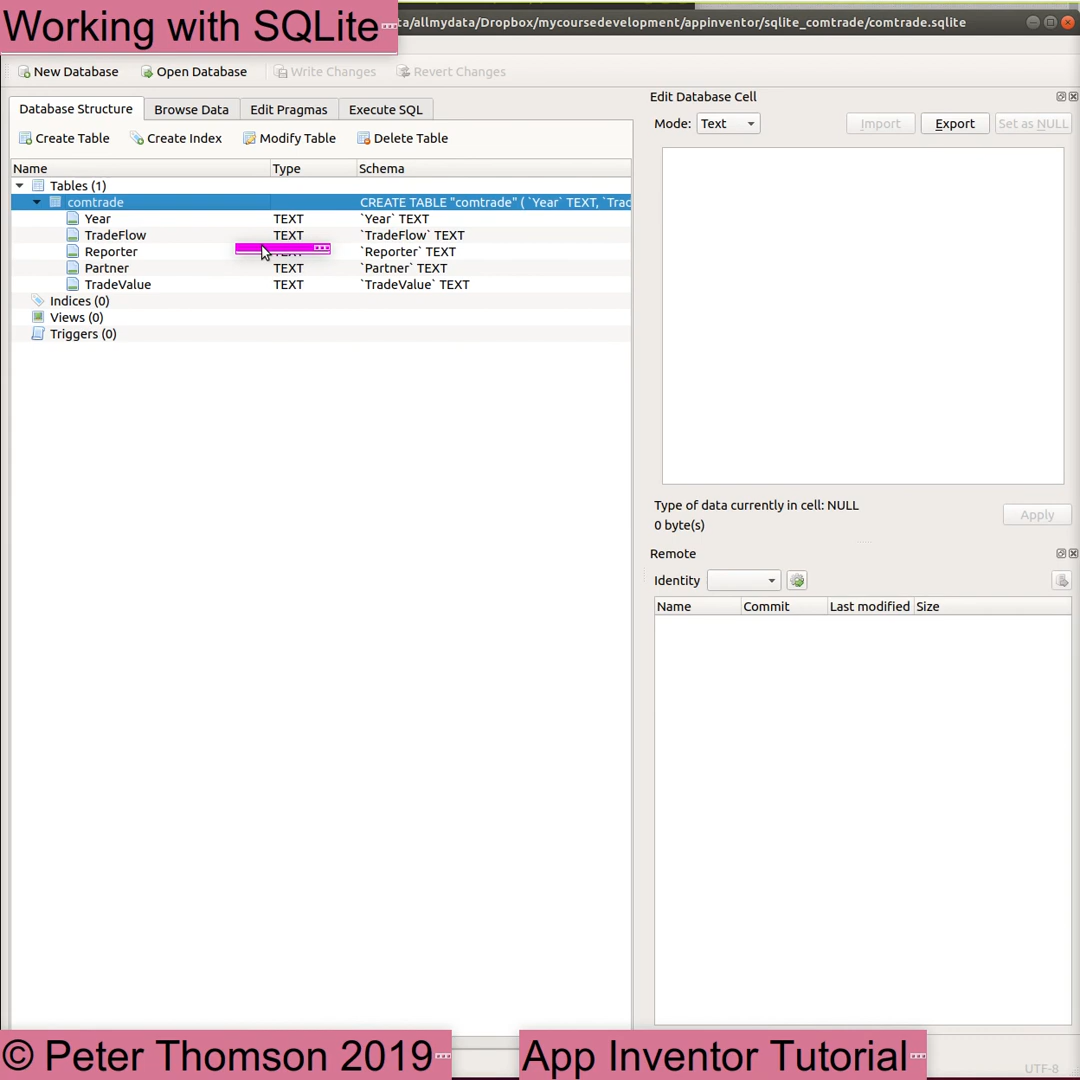 Working with SQLite
ta/allmydata/Dropbox/mycoursedevelopment/appinventor/sqlite_comtrade/comtrade.sqlite
New Database Open Database Write Changes Revert Changes
Database Structure Browse Data Edit Pragmas Execute SQL
Create Table Create Index Modify Table Delete Table
Name Type Schema
Tables (1)
comtrade CREATE TABLE "comtrade" ( `Year` TEXT, `Trad
Year TEXT `Year` TEXT
TradeFlow TEXT `TradeFlow` TEXT
Reporter TEXT `Reporter` TEXT
Partner TEXT `Partner` TEXT
TradeValue TEXT `TradeValue` TEXT
Indices (0)
Views (0)
Triggers (0)
Edit Database Cell
Mode: Text Import Export Set as NULL
Type of data currently in cell: NULL
0 byte(s)
Apply
Remote
Identity
Name Commit Last modified Size
© Peter Thomson 2019
App Inventor Tutorial
UTF-8